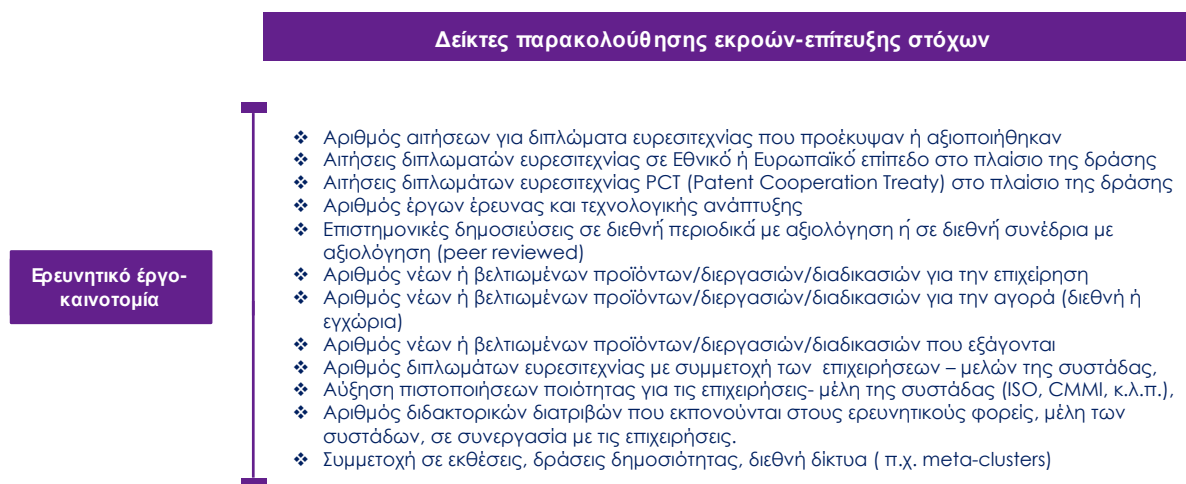 Δείκτες παρακολούθησης εκροών-επίτευξης στόχων
❖ Αριθμός αιτήσεων για διπλώματα ευρεσιτεχνίας που προέκυψαν ή αξιοποιήθηκαν
❖ Αιτήσεις διπλωματών ευρεσιτεχνίας σε Εθνικό ή Ευρωπαϊκό επίπεδο στο πλαίσιο της δράσης
❖ Αιτήσεις διπλωμάτων ευρεσιτεχνίας PCT (Patent Cooperation Treaty) στο πλαίσιο της δράσης
❖ Αριθμός έργων έρευνας και τεχνολογικής ανάπτυξης
❖ Επιστημονικές δημοσιεύσεις σε διεθνή περιοδικά με αξιολόγηση ή σε διεθνή συνέδρια με
αξιολόγηση (peer reviewed)
Ερευνητικό έργο-
καινοτομία
❖ Αριθμός νέων ή βελτιωμένων προϊόντων/διεργασιών/διαδικασιών για την επιχείρηση
❖ Αριθμός νέων ή βελτιωμένων προϊόντων/διεργασιών/διαδικασιών για την αγορά (διεθνή ή
εγχώρια)
❖ Αριθμός νέων ή βελτιωμένων προϊόντων/διεργασιών/διαδικασιών που εξάγονται
❖ Αριθμός διπλωμάτων ευρεσιτεχνίας με συμμετοχή των επιχειρήσεων – μελών της συστάδας,
❖ Αύξηση πιστοποιήσεων ποιότητας για τις επιχειρήσεις- μέλη της συστάδας (ISO, CMMI, κ.λ.π.),
❖ Αριθμός διδακτορικών διατριβών που εκπονούνται στους ερευνητικούς φορείς, μέλη των
συστάδων, σε συνεργασία με τις επιχειρήσεις.
❖ Συμμετοχή σε εκθέσεις, δράσεις δημοσιότητας, διεθνή δίκτυα ( π.χ. meta-clusters)